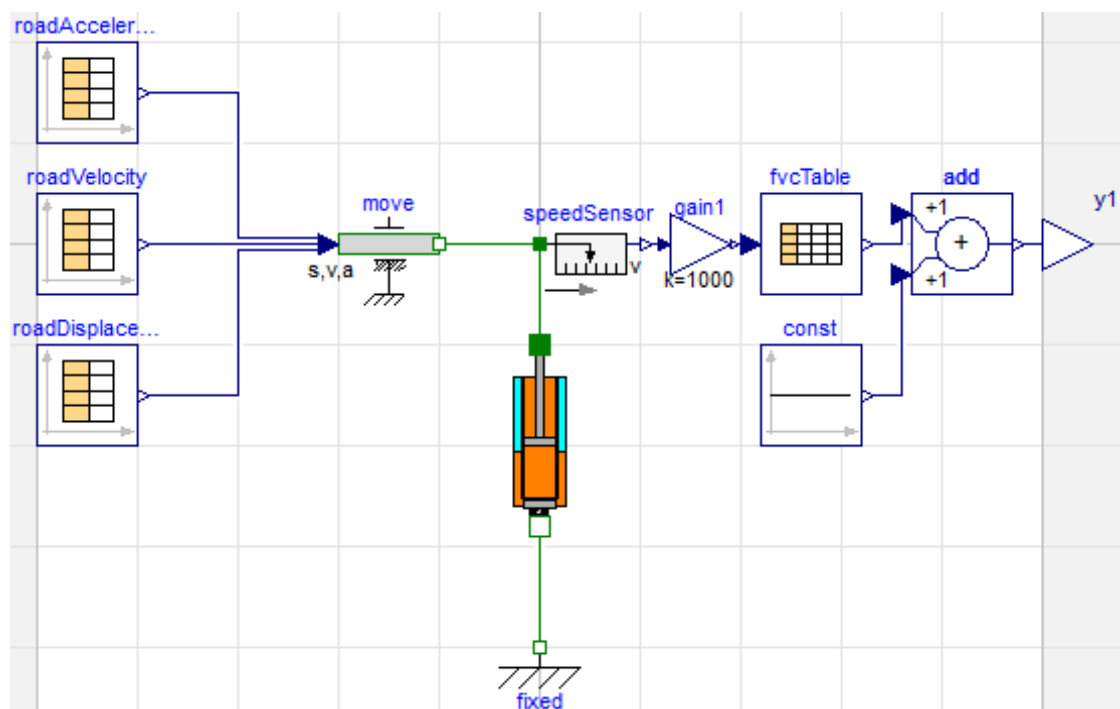 roadAcceler...
roadVelocity
roadDisplace...
move
s,v,a
speedSensor
v
gain1
k=1000
fvcTable
add
+1
+
+1
y1
const
fixed